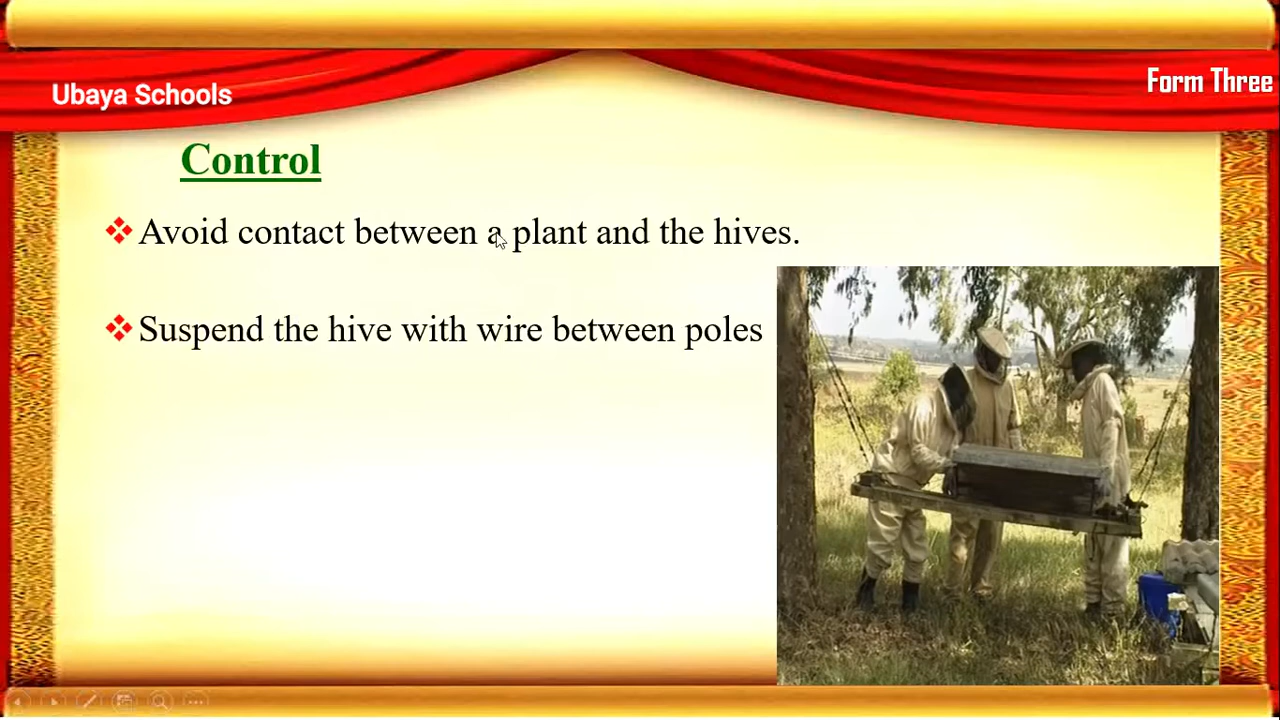 Ubaya Schools
Form Three
Control
Avoid contact between a plant and the hives.
Suspend the hive with wire between poles